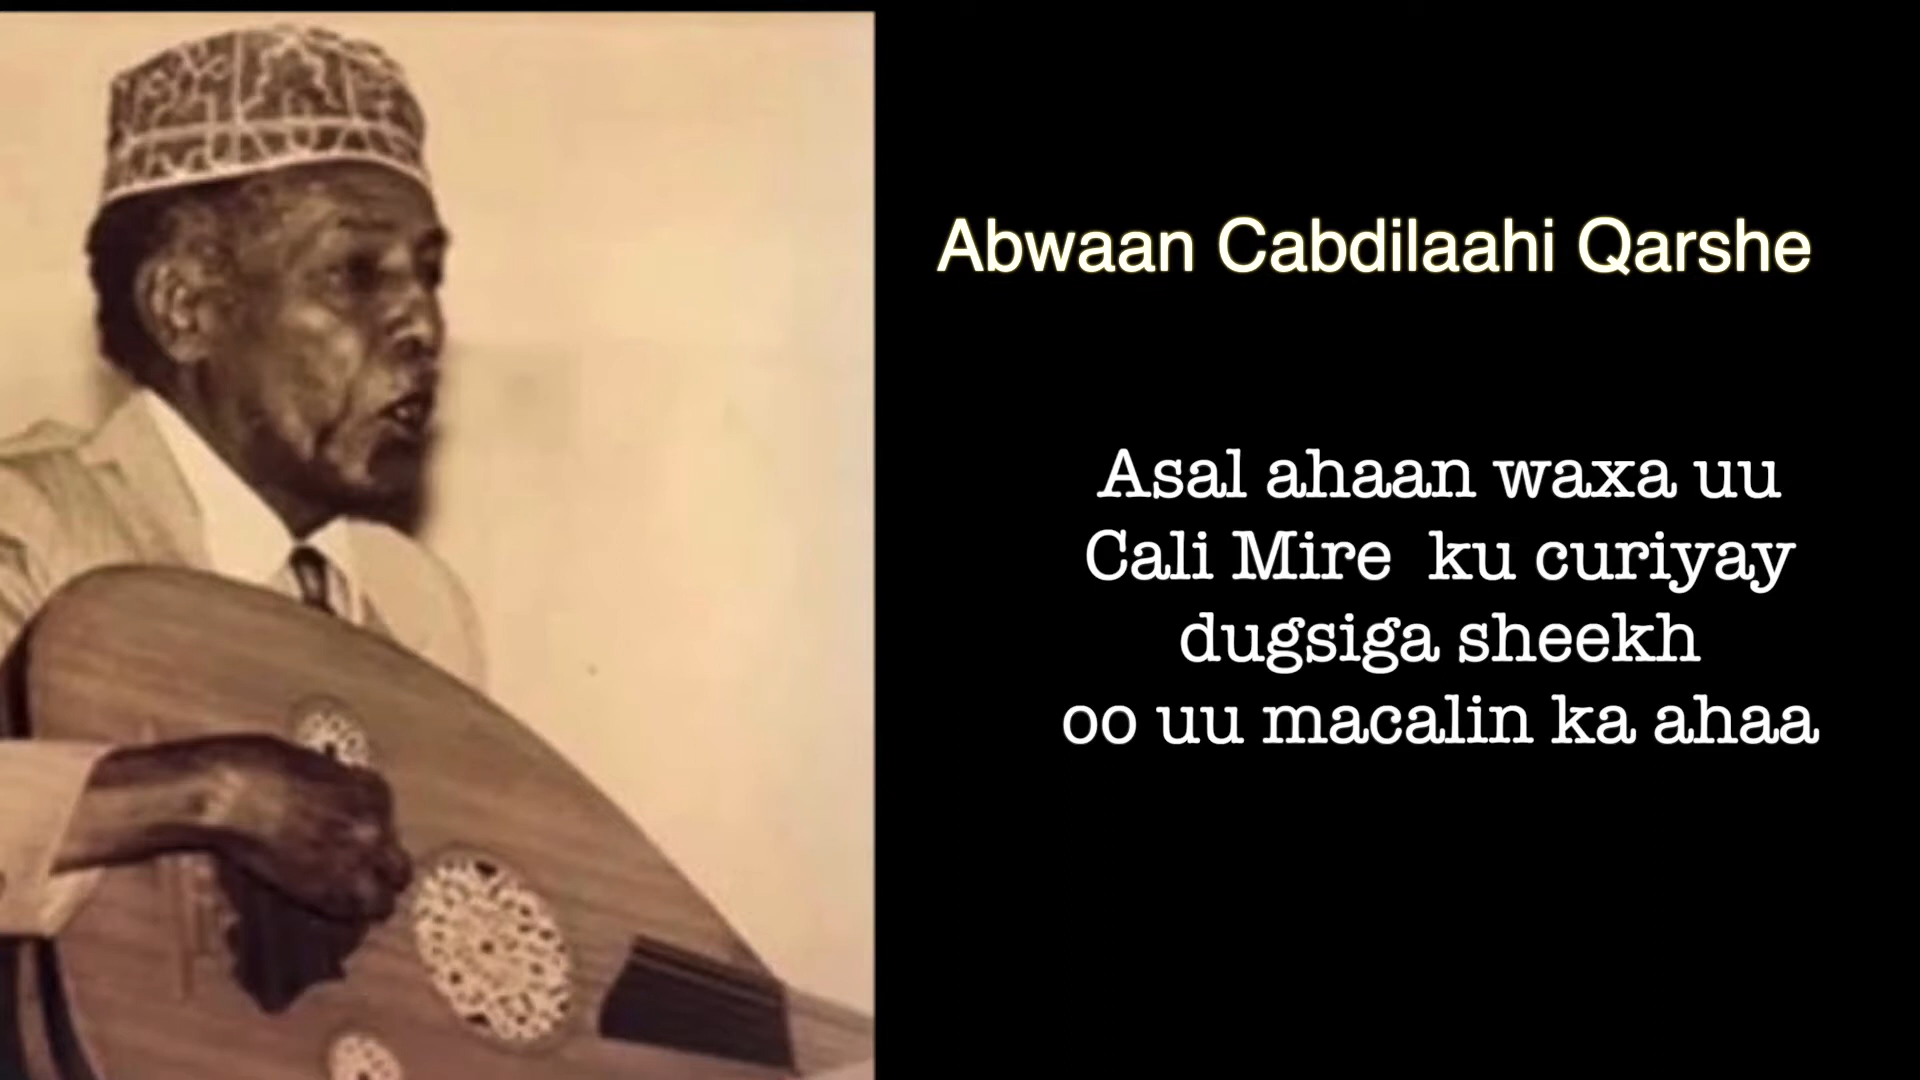 Abwaan Cabdilaahi Qarshe
Asal ahaan waxa uu
Cali Mire ku curiyay
dugsiga sheekh
oo uu macalin ka ahaa